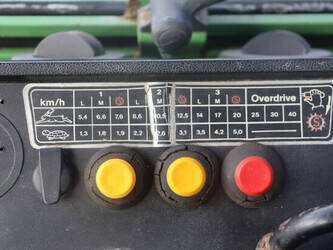 km/h 1 2 3 Overdrive
L M S L M S L M S
5,4 6,6 7,6 8,6 10,5 12,5 14 17 20 25 30 40
1,3 1,8 1,9 2,2 2,6 3,1 3,5 4,2 5,0
S